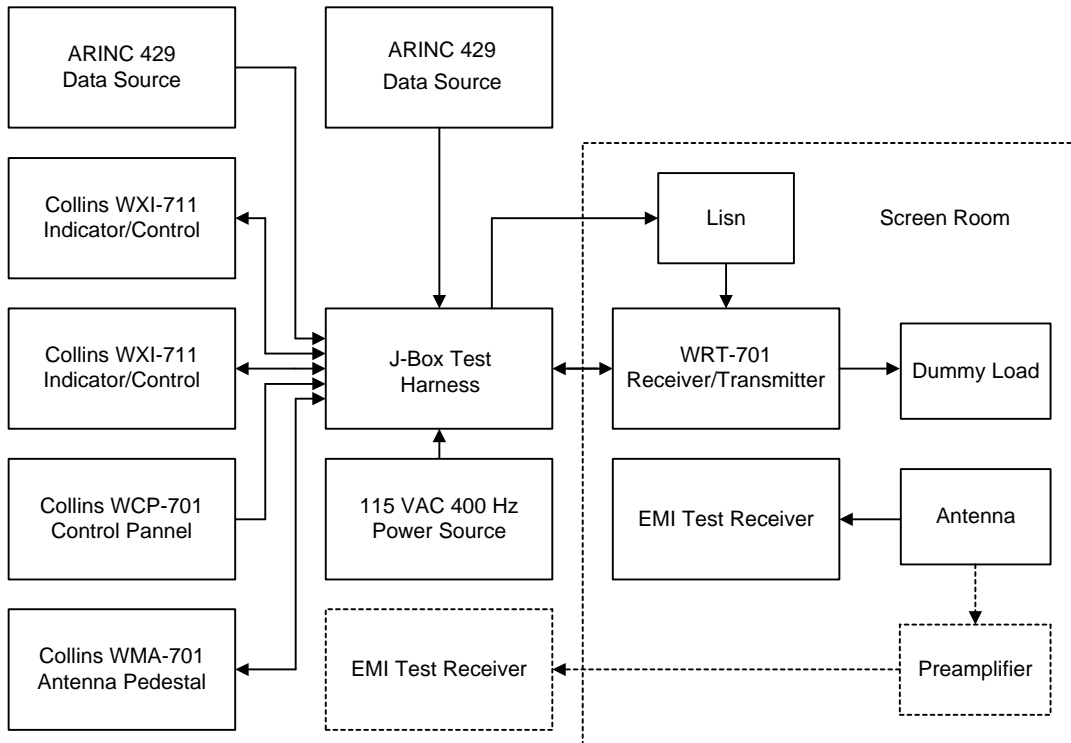 ARINC 429
Data Source
ARINC 429
Data Source
Collins WXI-711
Indicator/Control
Lisn
Screen Room
Collins WXI-711
Indicator/Control
J-Box Test
Harness
WRT-701
Receiver/Transmitter
Dummy Load
Collins WCP-701
Control Pannel
115 VAC 400 Hz
Power Source
EMI Test Receiver
Antenna
Collins WMA-701
Antenna Pedestal
EMI Test Receiver
Preamplifier